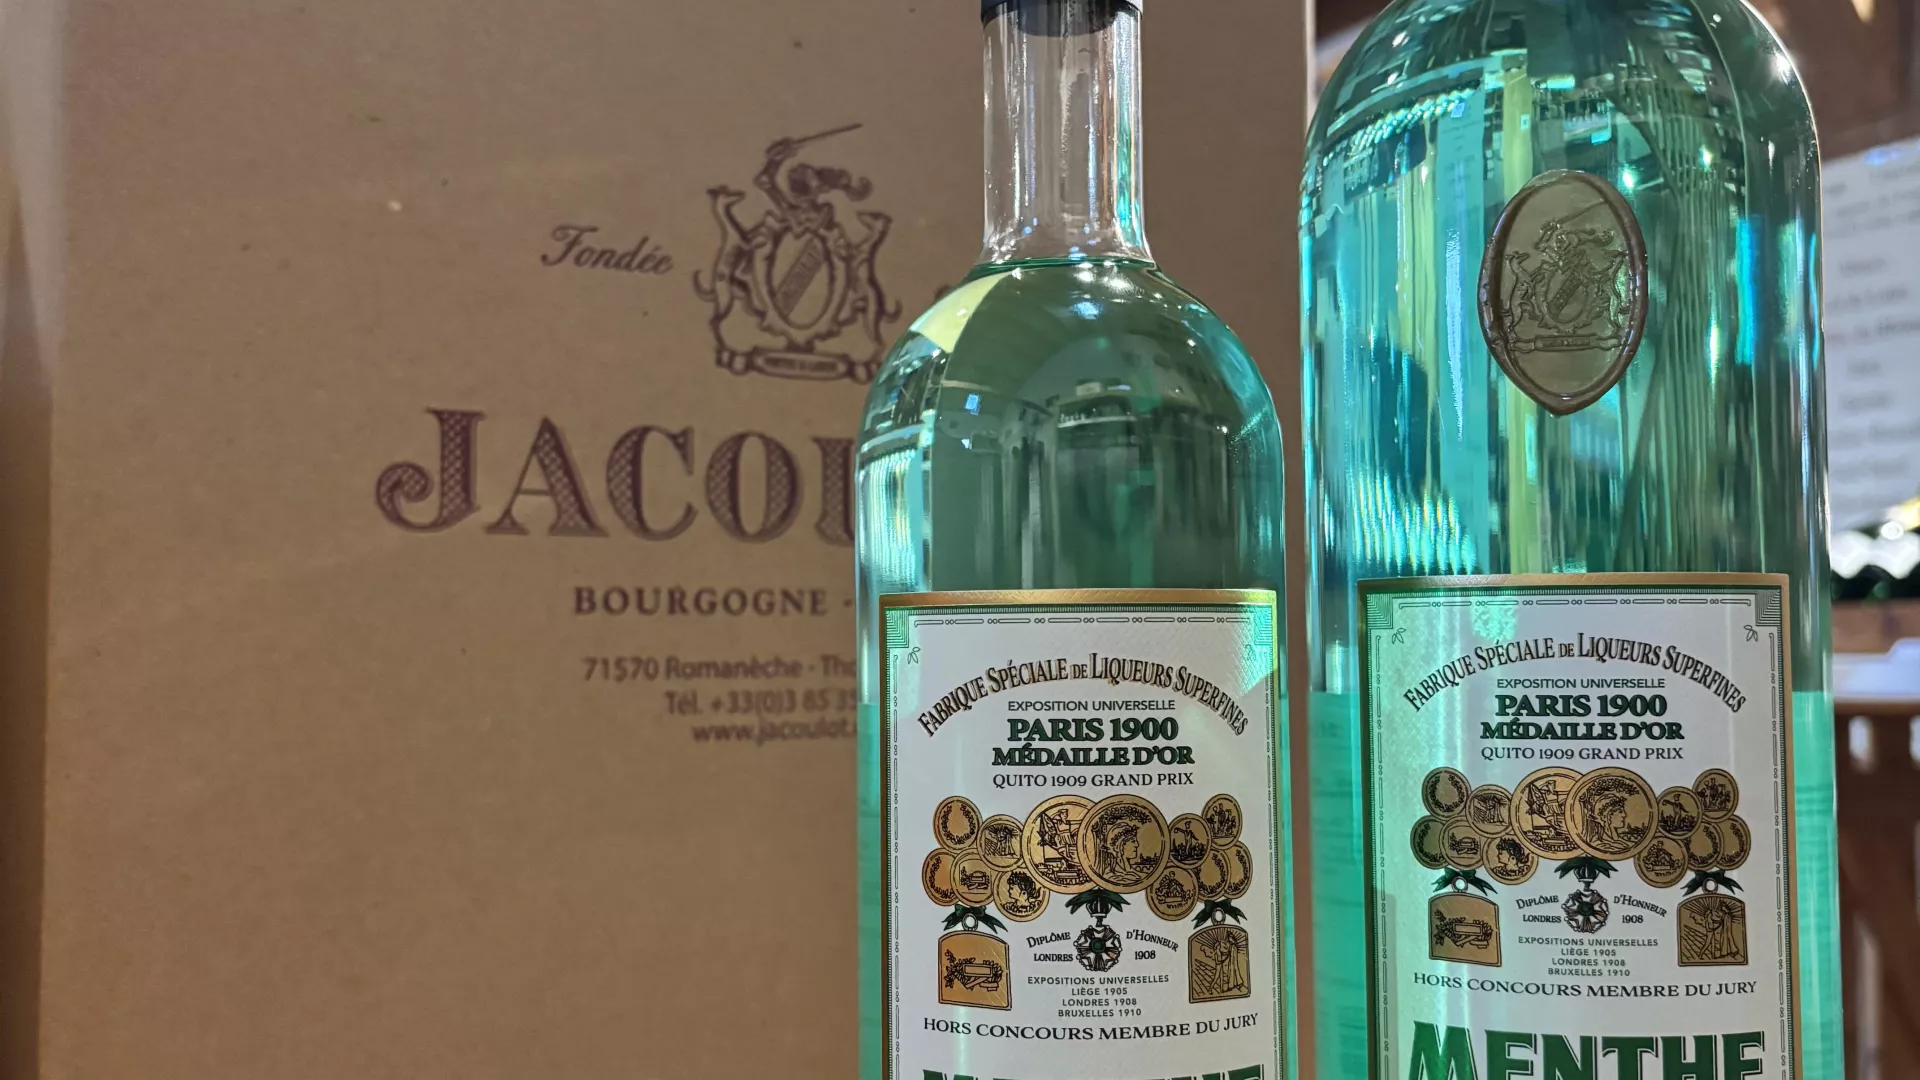 Fondée
JACOU
BOURGOGNE -
71570 Romanèche - Tho
Tél. +33(0)3 85 35
www.jacoulot.
FABRIQUE SPÉCIALE DE LIQUEURS SUPERFINES
EXPOSITION UNIVERSELLE
PARIS 1900
MÉDAILLE D'OR
QUITO 1909 GRAND PRIX
DIPLÔME D'HONNEUR
LONDRES 1908
EXPOSITIONS UNIVERSELLES
LIÈGE 1905
LONDRES 1908
BRUXELLES 1910
HORS CONCOURS MEMBRE DU JURY
FABRIQUE SPÉCIALE DE LIQUEURS SUPERFINES
EXPOSITION UNIVERSELLE
PARIS 1900
MÉDAILLE D'OR
QUITO 1909 GRAND PRIX
DIPLÔME D'HONNEUR
LONDRES 1908
EXPOSITIONS UNIVERSELLES
LIÈGE 1905
LONDRES 1908
BRUXELLES 1910
HORS CONCOURS MEMBRE DU JURY
MENTHE